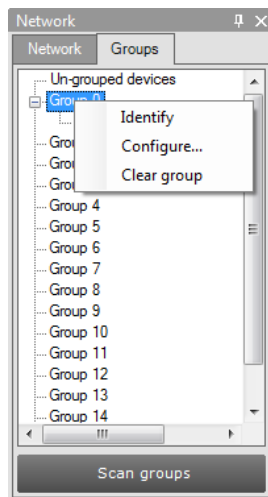 Network
Network Groups
Un-grouped devices
Group 0
Identify
Configure...
Clear group
Group 4
Group 5
Group 6
Group 7
Group 8
Group 9
Group 10
Group 11
Group 12
Group 13
Group 14
Scan groups